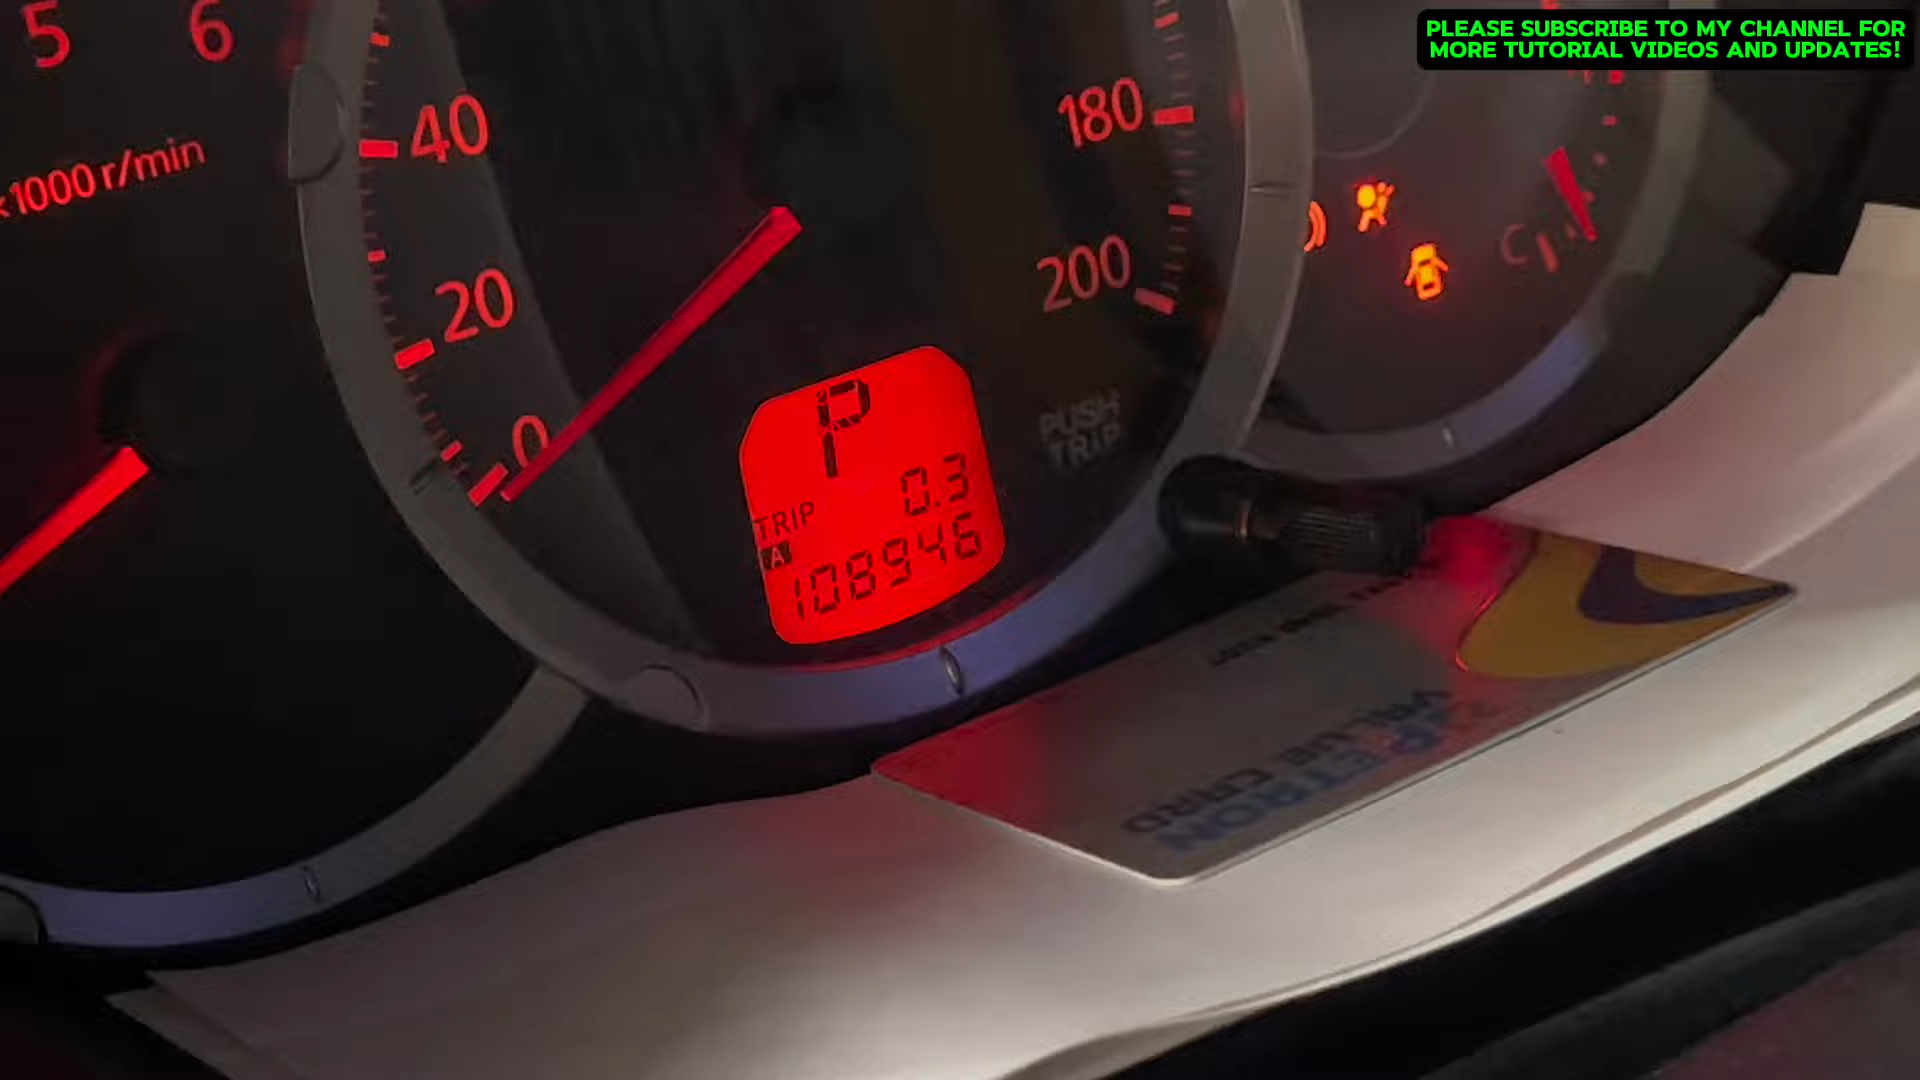 PLEASE SUBSCRIBE TO MY CHANNEL FOR
MORE TUTORIAL VIDEOS AND UPDATES!
5 6
x1000 r/min
40
20
0
180
200
C
P
TRIP 0.3
A
108946
PUSH
TRIP
PETRON
VALUE CARD